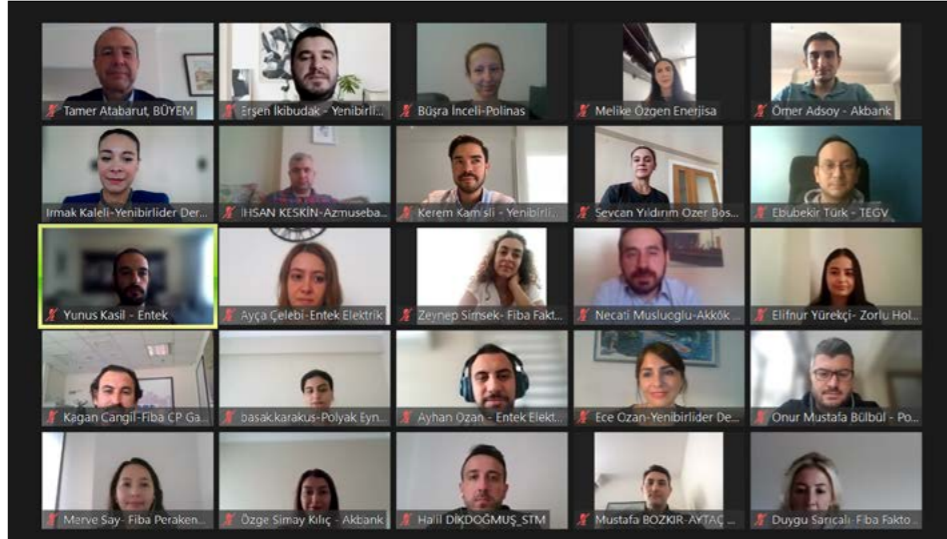 Tamer Atabarut, BÜYEM
Erşen İkibudak - Yenibirli...
Büşra İnceli-Polinas
Melike Özgen Enerjisa
Ömer Adsoy - Akbank
Irmak Kaleli-Yenibirlider Der...
İHSAN KESKİN-Azmuseba...
Kerem Kamışlı - Yenibirli...
Sevcan Yıldırım Özer Bos...
Ebubekir Türk - TEGV
Yunus Kasil - Entek
Ayça Çelebi-Entek Elektrik
Zeynep Simsek- Fiba Fakt...
Necati Musluoglu-Akkök ...
Elifnur Yürekçi- Zorlu Hol...
Kagan Cangil-Fiba CP Ga...
basak.karakus-Polyak Eyn...
Ayhan Ozan - Entek Elekt...
Ece Ozan-Yenibirlider De...
Onur Mustafa Bülbül - Po...
Merve Say- Fiba Peraken...
Özge Simay Kılıç - Akbank
Halil DİKDOĞMUŞ_STM
Mustafa BOZKIR-AYTAÇ ...
Duygu Sarıcalı-Fiba Fakto...